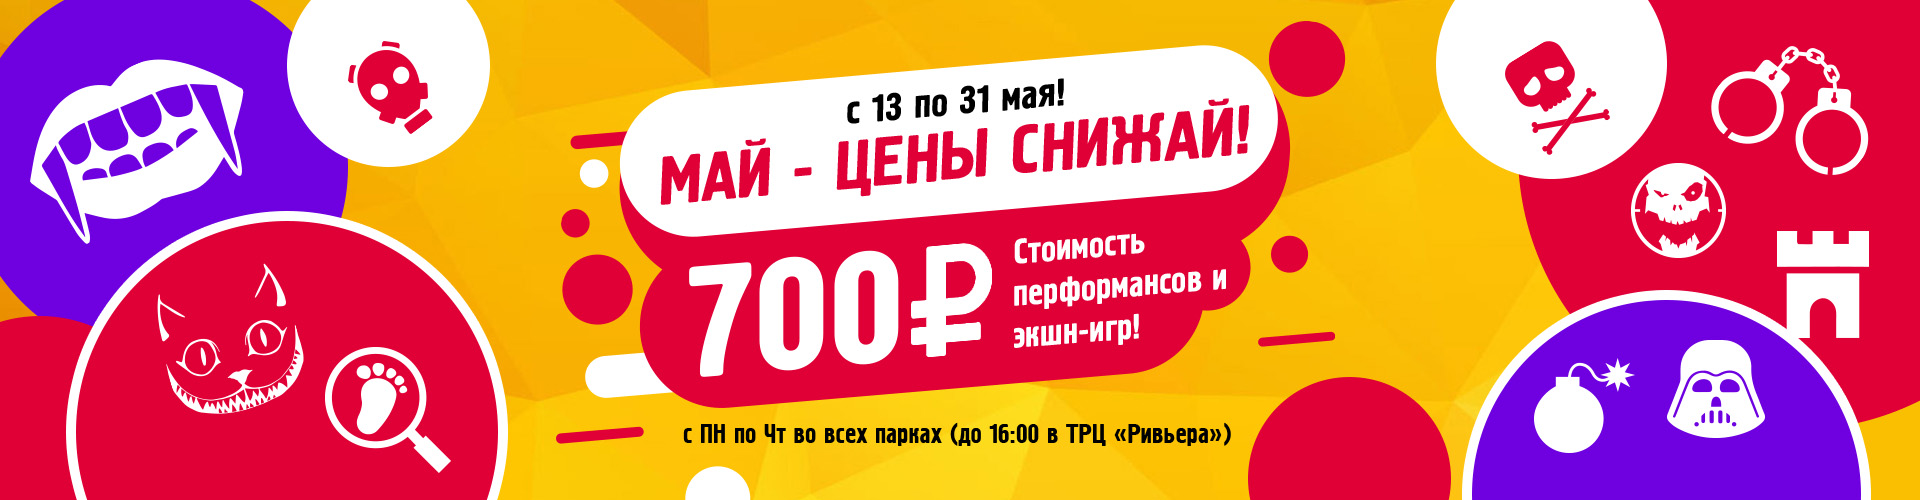 с 13 по 31 мая!
МАЙ - ЦЕНЫ СНИЖАЙ!
700₽
Стоимость
перформансов и
экшн-игр!
с ПН по Чт во всех парках (до 16:00 в ТРЦ «Ривьера»)